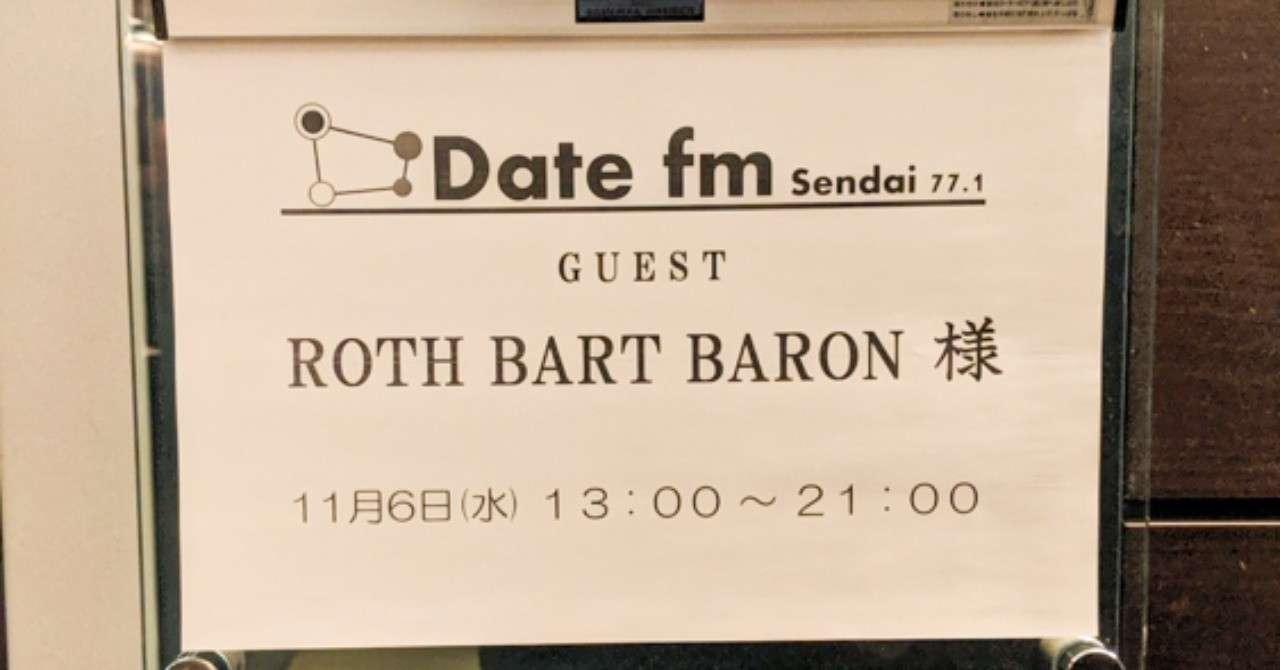 Date fm Sendai 77.1
GUEST
ROTH BART BARON 様
11月6日(水) 13:00～21:00